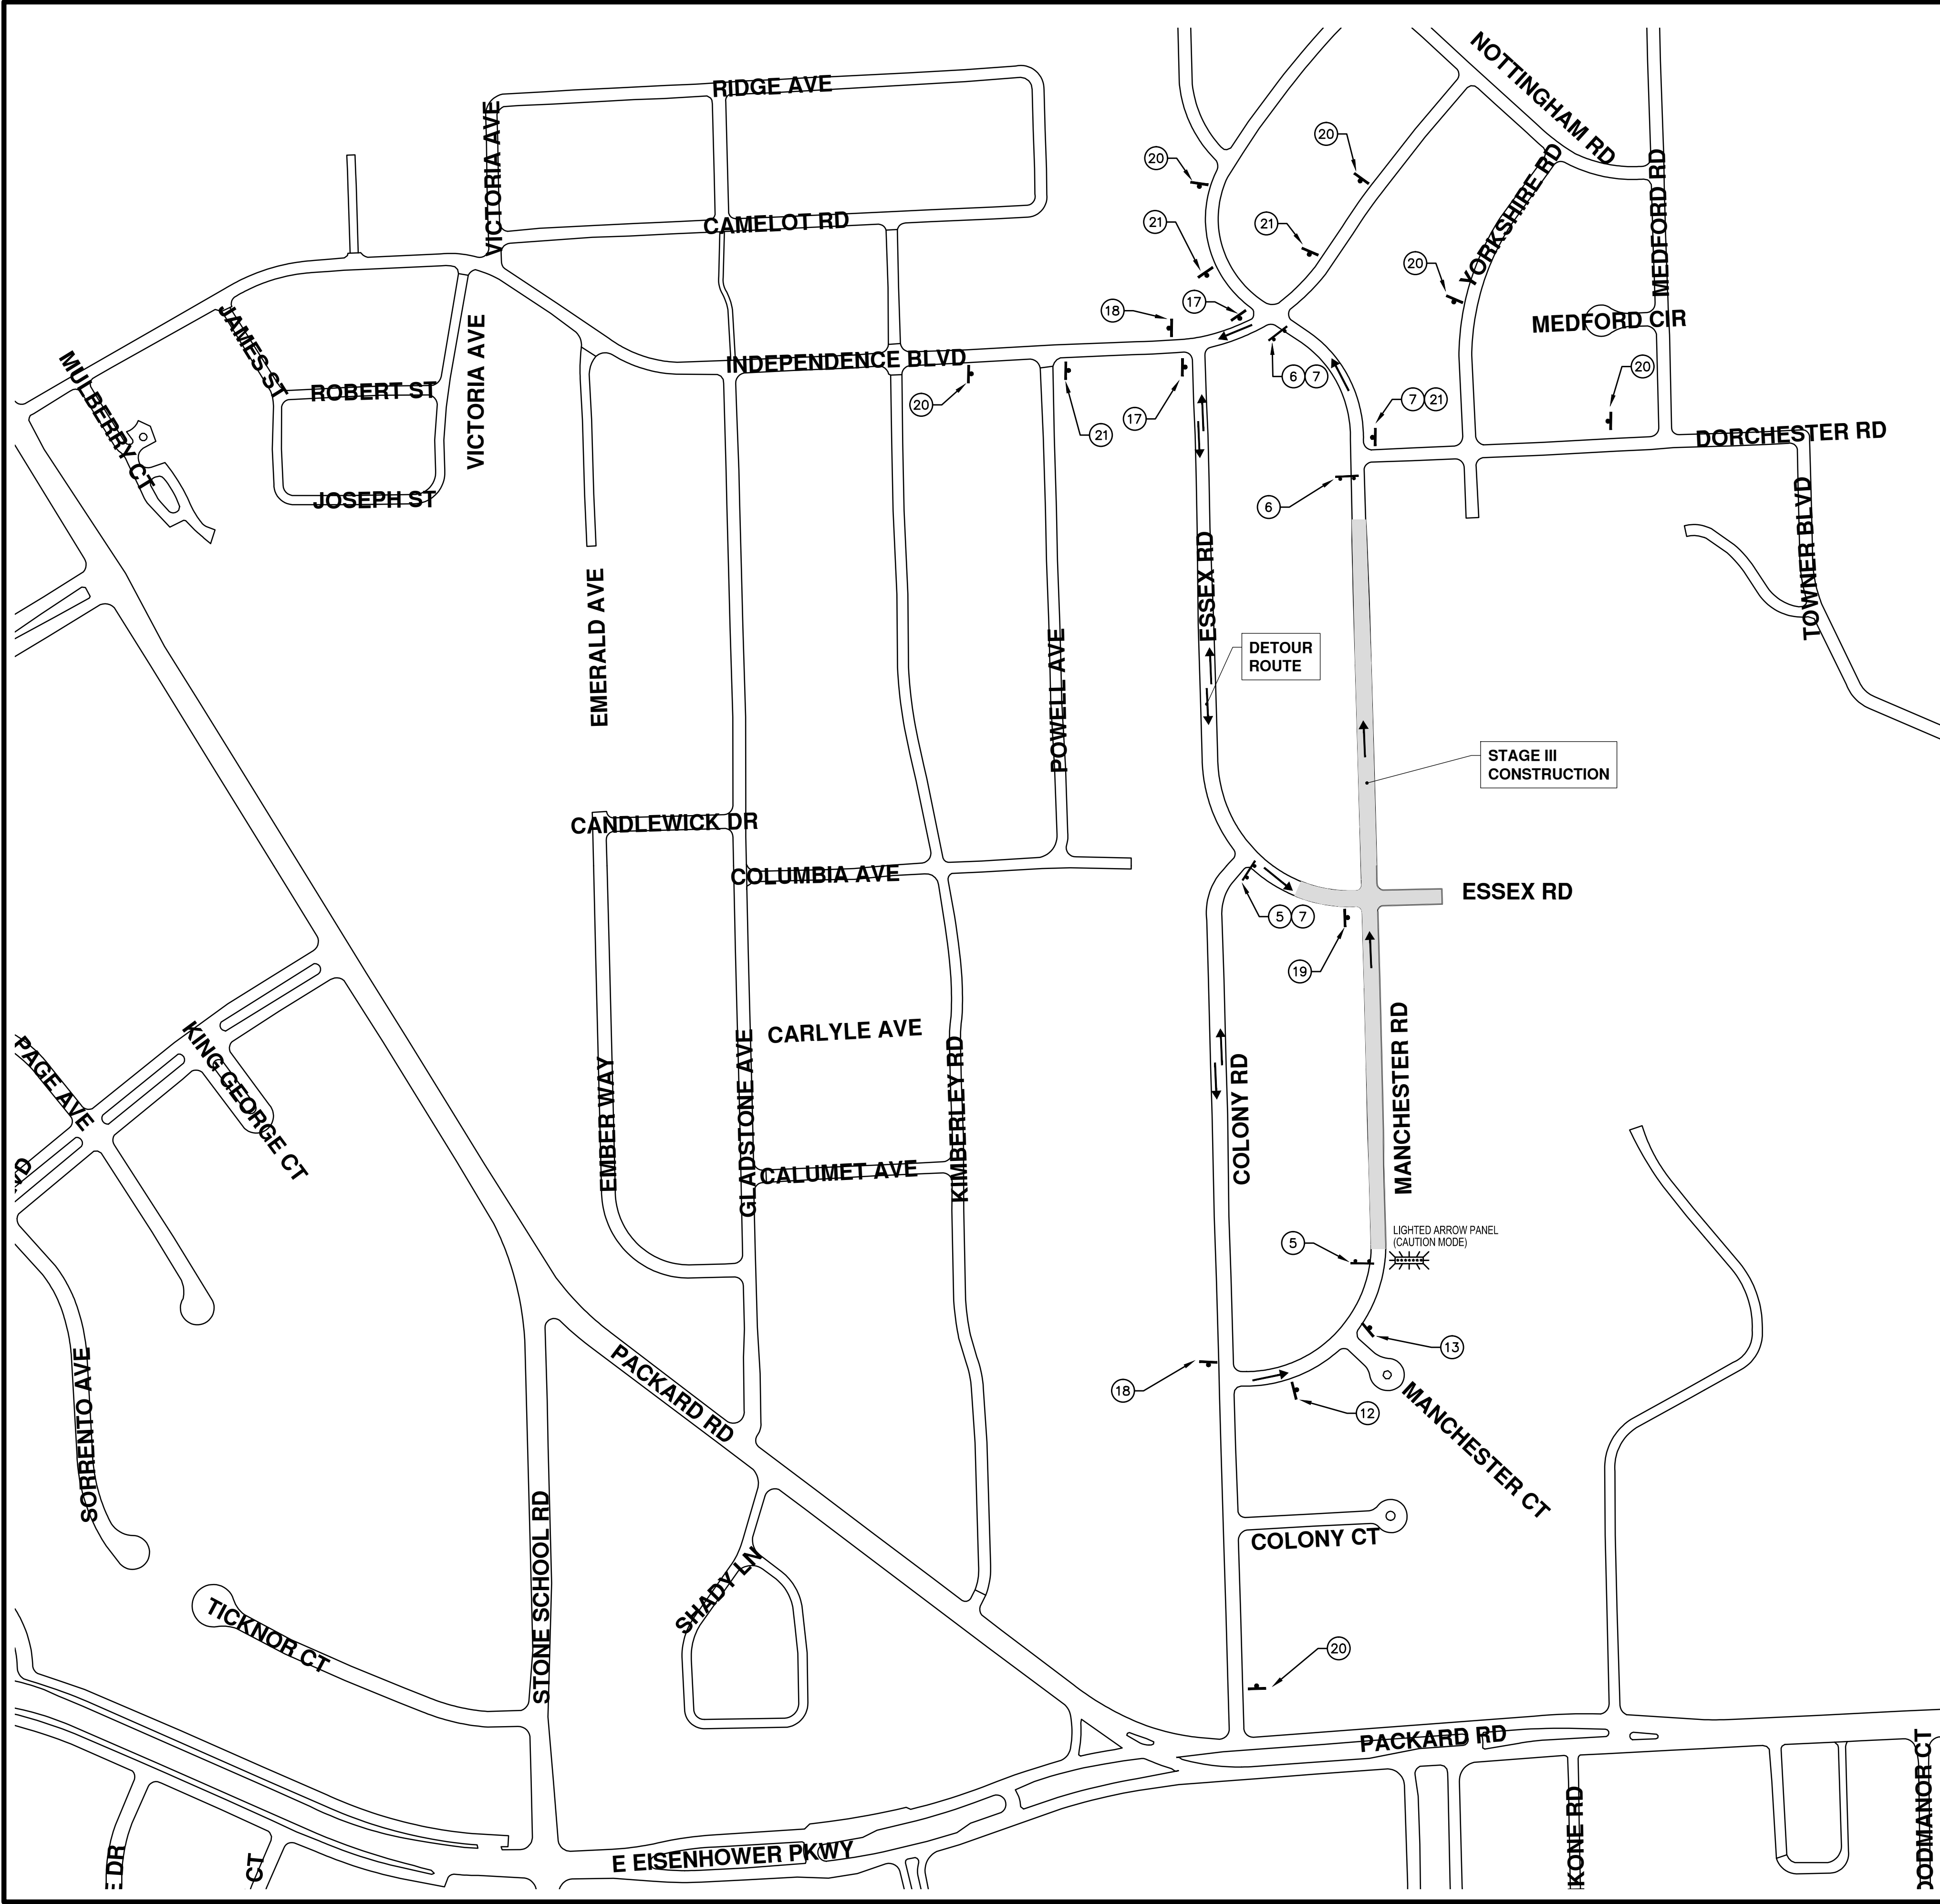 NOTTINGHAM RD
RIDGE AVE
VICTORIA AVE
20
20
YORKSHIRE RD
MEDFORD RD
CAMELOT RD
21
21
20
JAMES ST
VICTORIA AVE
18
17
MEDFORD CIR
MULBERRY CT
ROBERT ST
INDEPENDENCE BLVD
20
21
17
6 7
7 21
20
DORCHESTER RD
JOSEPH ST
6
TOWNER BLVD
EMERALD AVE
ESSEX RD
POWELL AVE
DETOUR
ROUTE
STAGE III
CONSTRUCTION
CANDLEWICK DR
COLUMBIA AVE
ESSEX RD
5 7
19
PAGE AVE
KING GEORGE CT
CARLYLE AVE
EMBER WAY
GLADSTONE AVE
KIMBERLEY RD
COLONY RD
MANCHESTER RD
CALUMET AVE
5
LIGHTED ARROW PANEL
(CAUTION MODE)
13
SORRENTO AVE
PACKARD RD
18
12
MANCHESTER CT
STONE SCHOOL RD
COLONY CT
SHADY LN
TICKNOR CT
20
PACKARD RD
E EISENHOWER PKWY
E DR
CT
KONE RD
ODMANOR CT